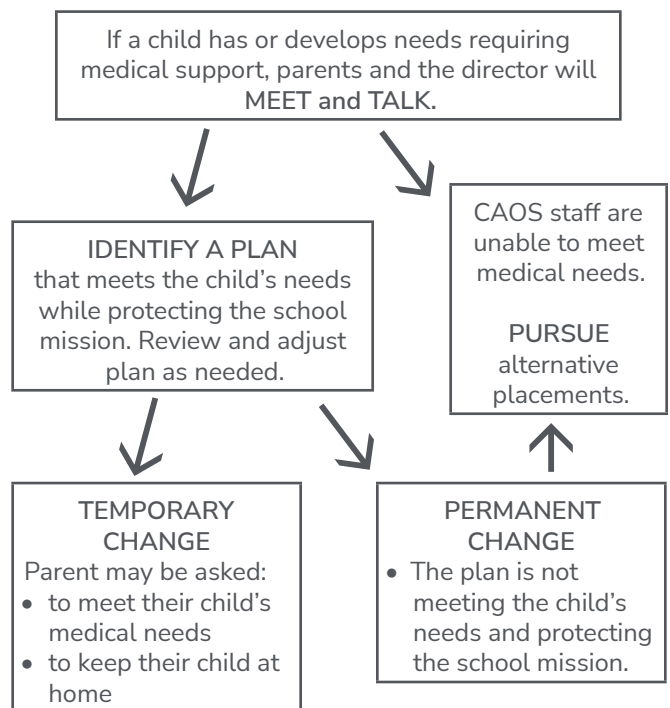 If a child has or develops needs requiring
medical support, parents and the director will
MEET and TALK.
IDENTIFY A PLAN
that meets the child's needs
while protecting the school
mission. Review and adjust
plan as needed.
CAOS staff are
unable to meet
medical needs.
PURSUE
alternative
placements.
TEMPORARY
CHANGE
Parent may be asked:
• to meet their child's
medical needs
• to keep their child at
home
PERMANENT
CHANGE
• The plan is not
meeting the child's
needs and protecting
the school mission.